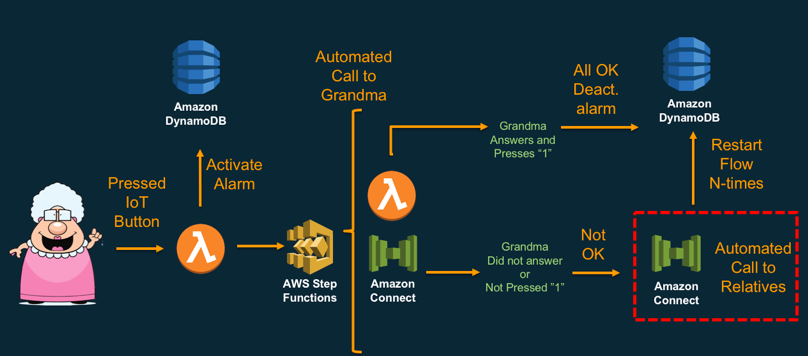 Automated
Call to
Grandma
Amazon
DynamoDB
Activate
Alarm
Pressed
IoT
Button
AWS Step
Functions
Amazon
Connect
Grandma
Answers and
Presses “1”
All OK
Deact.
alarm
Amazon
DynamoDB
Restart
Flow
N-times
Grandma
Did not answer
or
Not Pressed ”1”
Not
OK
Amazon
Connect
Automated
Call to
Relatives